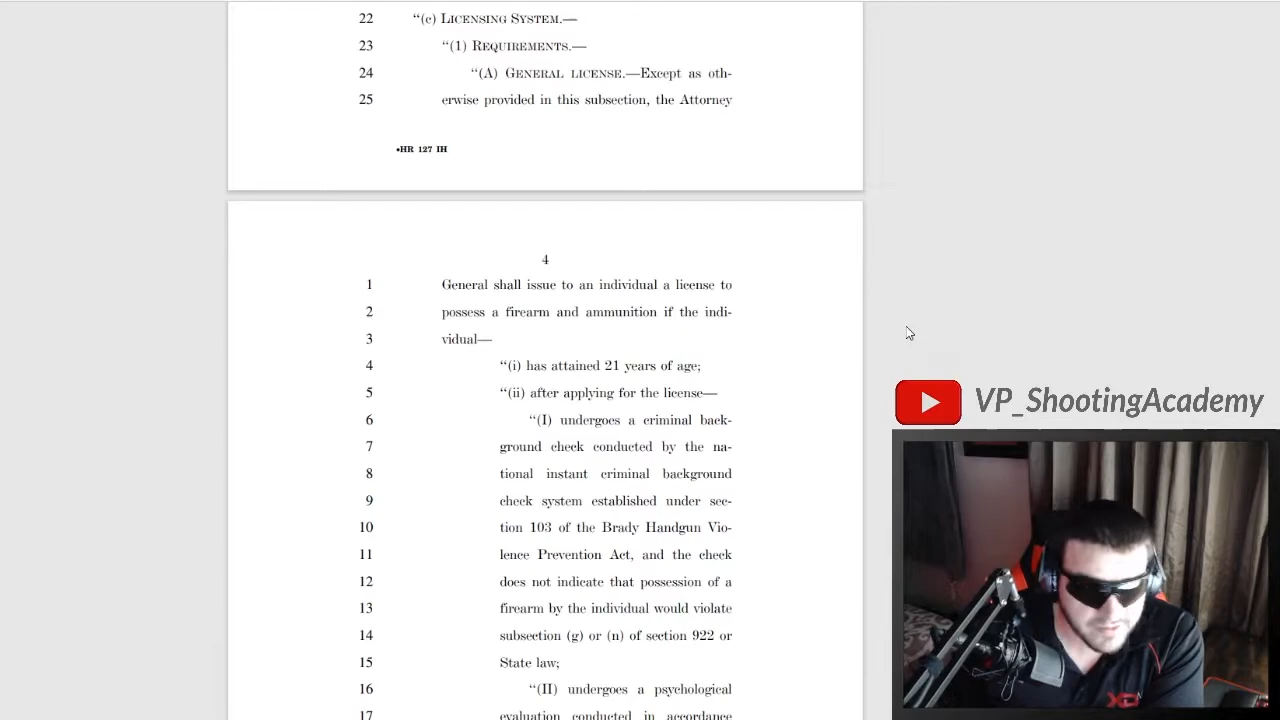 22 “(c) LICENSING SYSTEM.—
23 “(1) REQUIREMENTS.—
24 “(A) GENERAL LICENSE.—Except as oth-
25 erwise provided in this subsection, the Attorney
•HR 127 IH
4
1 General shall issue to an individual a license to
2 possess a firearm and ammunition if the indi-
3 vidual—
4 “(i) has attained 21 years of age;
5 “(ii) after applying for the license—
6 “(I) undergoes a criminal back-
7 ground check conducted by the na-
8 tional instant criminal background
9 check system established under sec-
10 tion 103 of the Brady Handgun Vio-
11 lence Prevention Act, and the check
12 does not indicate that possession of a
13 firearm by the individual would violate
14 subsection (g) or (n) of section 922 or
15 State law;
16 “(II) undergoes a psychological
17 evaluation conducted in accordance
VP_ShootingAcademy